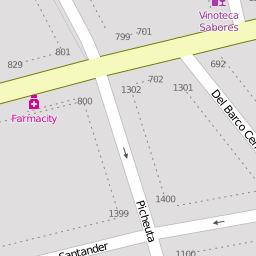 Vinoteca
Sabores
701
799
801
829
692
702
1301
1302
800
Farmacity
Del Barco Cen
1400
1399
Picheuta
Santander
1100